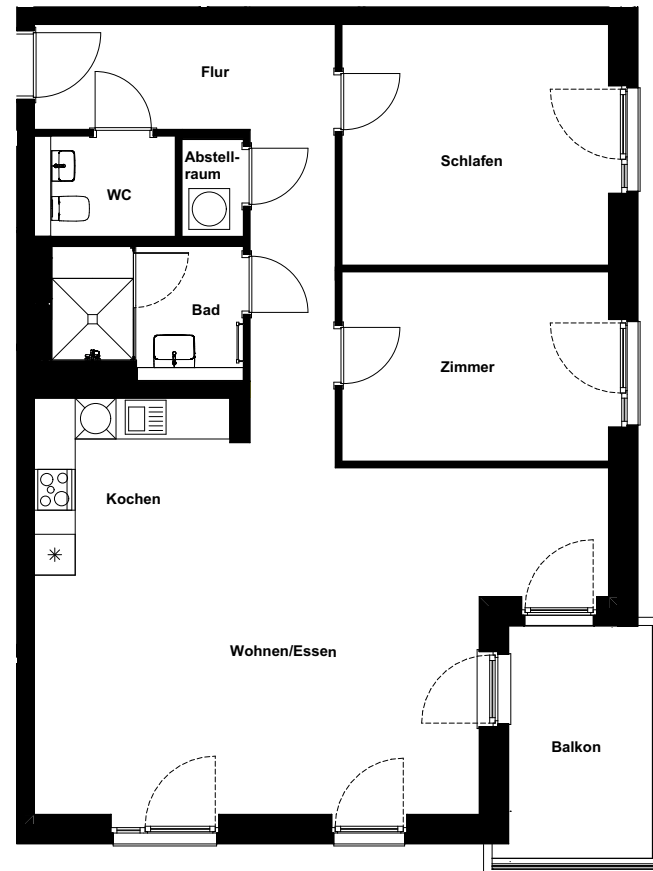 Flur
Abstell-
raum
Schlafen
WC
Bad
Zimmer
Kochen
Wohnen/Essen
Balkon